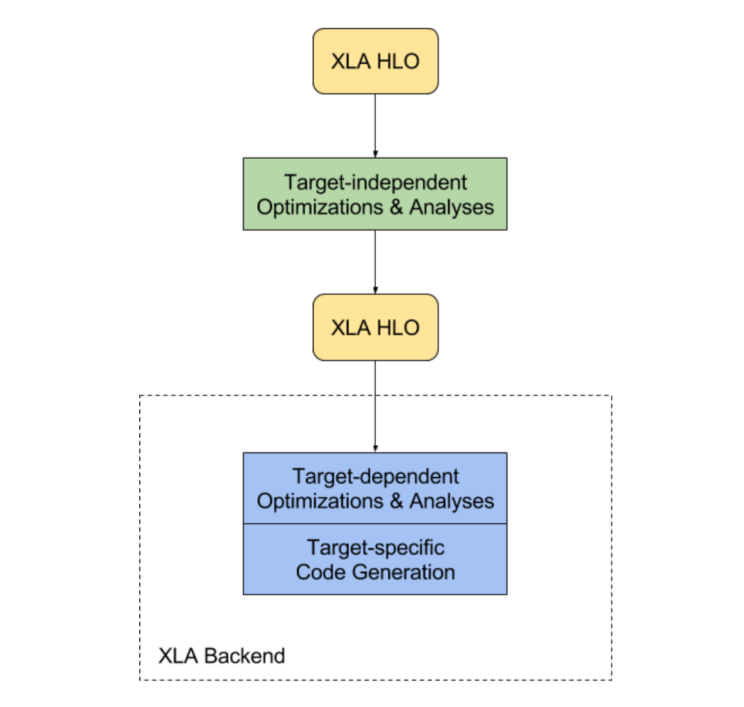 XLA HLO
Target-independent
Optimizations & Analyses
XLA HLO
Target-dependent
Optimizations & Analyses
Target-specific
Code Generation
XLA Backend